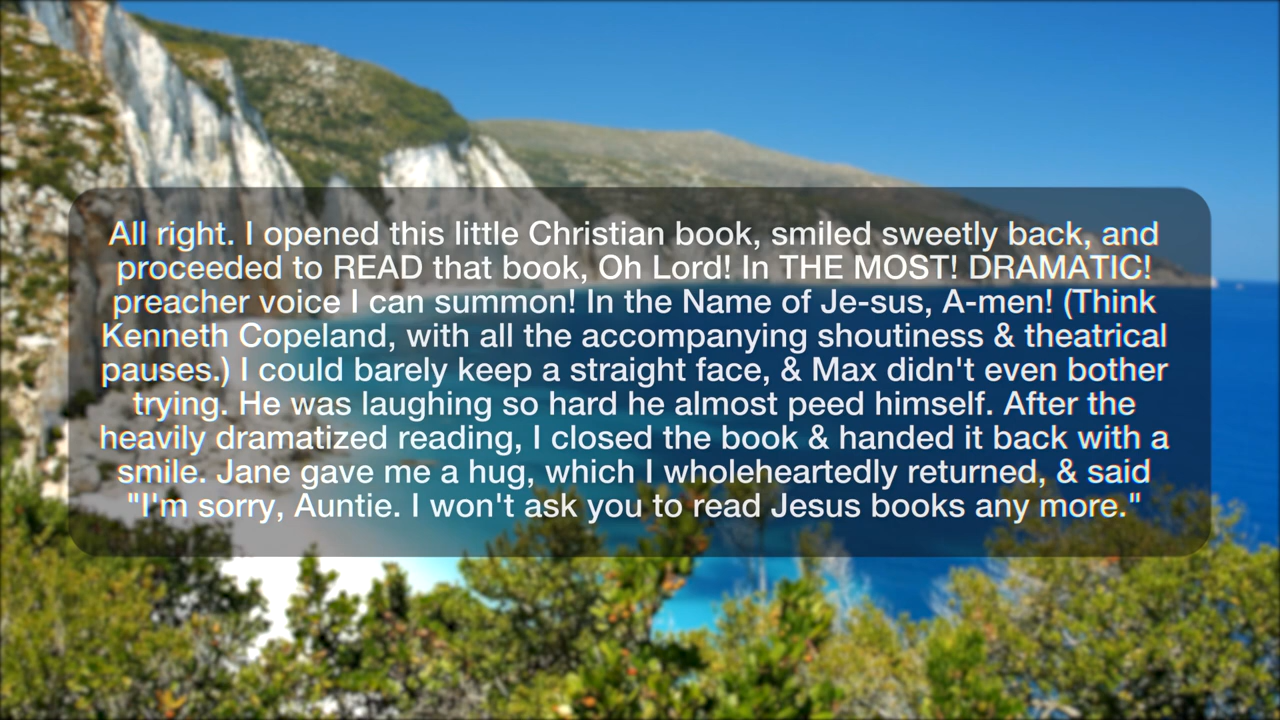 All right. I opened this little Christian book, smiled sweetly back, and
proceeded to READ that book, Oh Lord! In THE MOST! DRAMATIC!
preacher voice I can summon! In the Name of Je-sus, A-men! (Think
Kenneth Copeland, with all the accompanying shoutiness & theatrical
pauses.) I could barely keep a straight face, & Max didn't even bother
trying. He was laughing so hard he almost peed himself. After the
heavily dramatized reading, I closed the book & handed it back with a
smile. Jane gave me a hug, which I wholeheartedly returned, & said
"I'm sorry, Auntie. I won't ask you to read Jesus books any more."